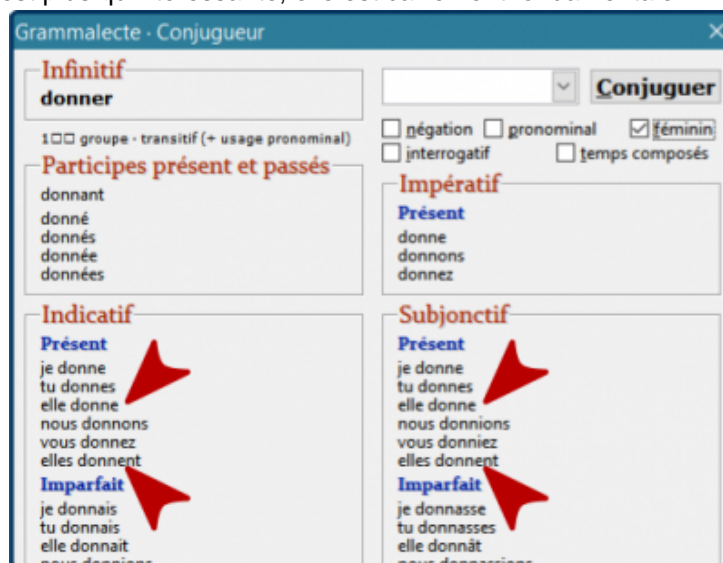 Grammalecte · Conjugueur
Infinitif
donner
groupe · transitif (+ usage pronominal)
Participes présent et passés
donnant
donné
donnés
donnée
données
Conjuguer
négation pronominal féminin
interrogatif temps composés
Impératif
Présent
donne
donnons
donnez
Indicatif
Présent
je donne
tu donnes
elle donne
nous donnons
vous donnez
elles donnent
Imparfait
je donnais
tu donnais
elle donnait
Subjonctif
Présent
je donne
tu donnes
elle donne
nous donnions
vous donniez
elles donnent
Imparfait
je donnasse
tu donnasses
elle donnât